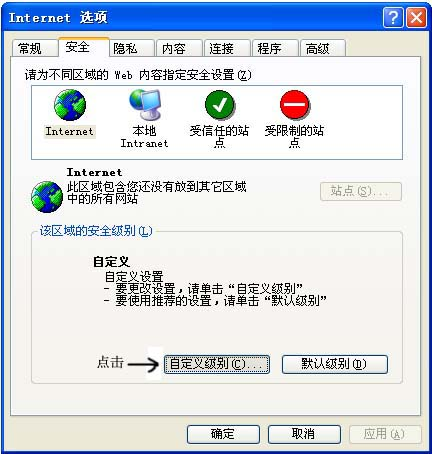 Internet 选项
常规 安全 隐私 内容 连接 程序 高级
请为不同区域的 Web 内容指定安全设置(Z)
Internet
本地
Intranet
受信任的站
点
受限制的站
点
Internet
此区域包含您还没有放到其它区域
中的所有网站
站点(S)...
该区域的安全级别(L)
自定义
自定义设置
- 要更改设置，请单击“自定义级别”
- 要使用推荐的设置，请单击“默认级别”
点击
自定义级别(C)...
默认级别(D)
确定 取消 应用(A)